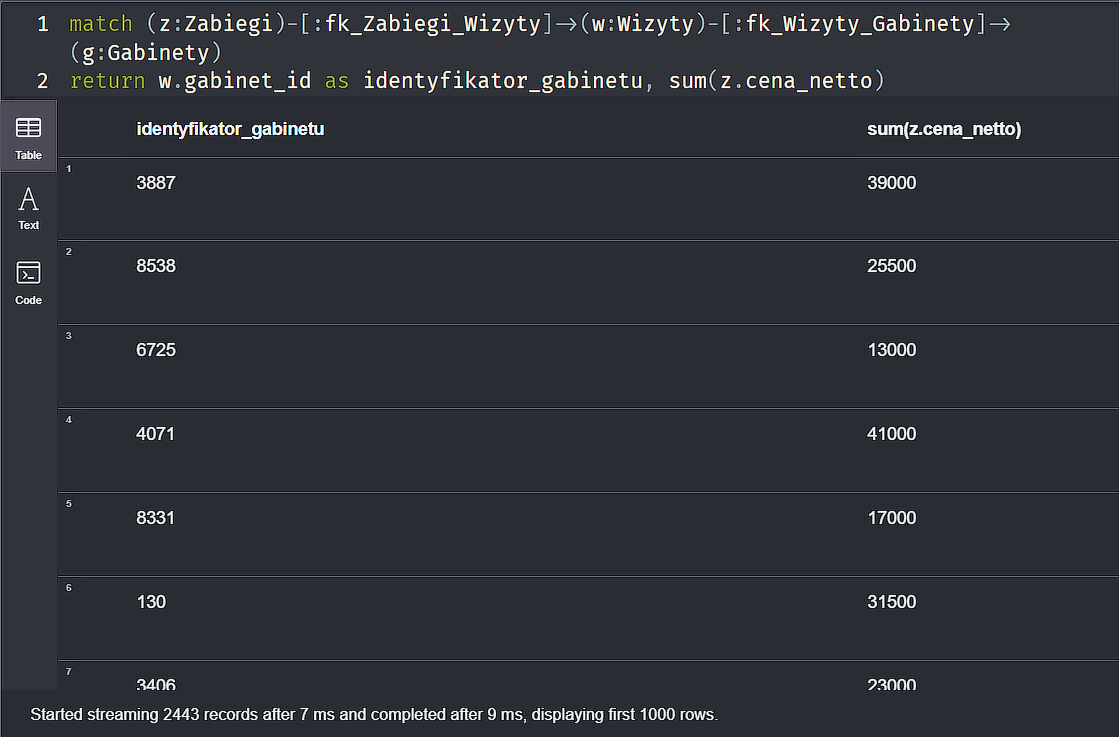 1 match (z:Zabiegi)-[:fk_Zabiegi_Wizyty]->(w:Wizyty)-[:fk_Wizyty_Gabinety]->
(g:Gabinety)
2 return w.gabinet_id as identyfikator_gabinetu, sum(z.cena_netto)
Table
Text
Code
identyfikator_gabinetu sum(z.cena_netto)
1 3887 39000
2 8538 25500
3 6725 13000
4 4071 41000
5 8331 17000
6 130 31500
7 3406 23000
Started streaming 2443 records after 7 ms and completed after 9 ms, displaying first 1000 rows.